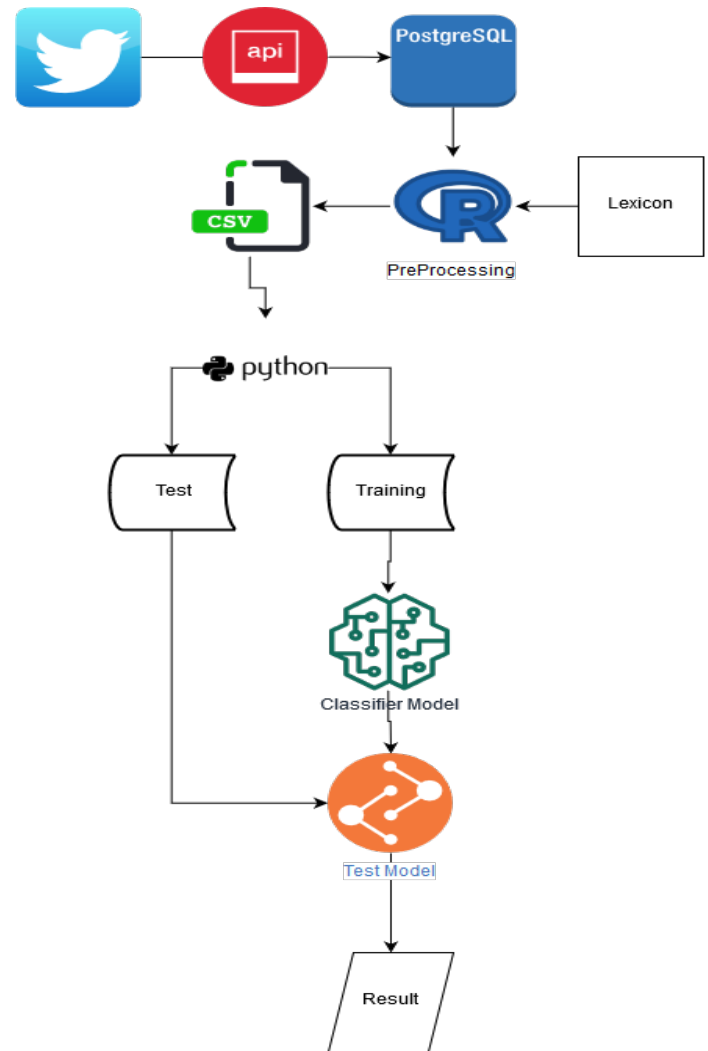 api
PostgreSQL
CSV
R
Lexicon
PreProcessing
python
Test
Training
Classifier Model
Test Model
Result